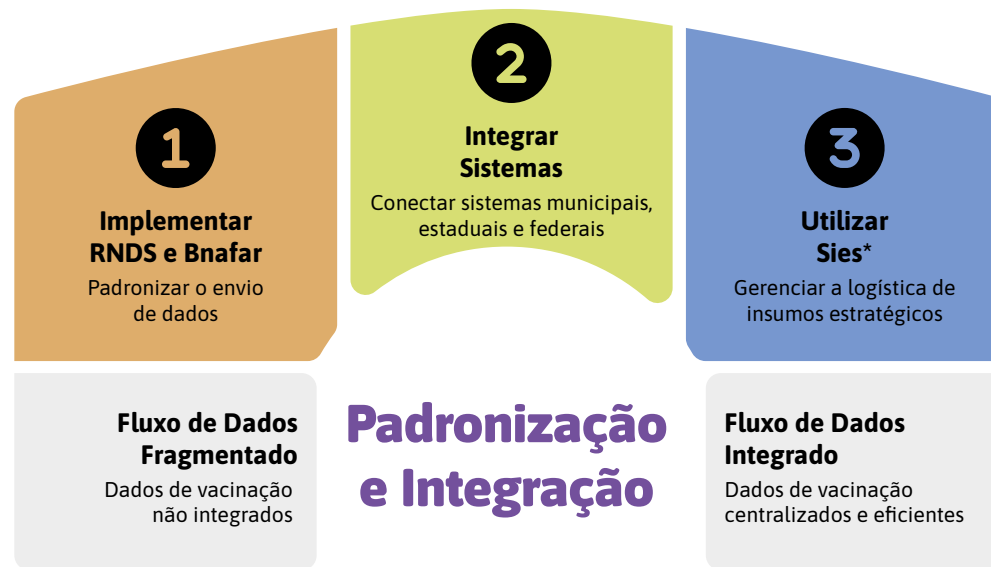 1
Implementar
RNDS e Bnafar
Padronizar o envio
de dados
2
Integrar
Sistemas
Conectar sistemas municipais,
estaduais e federais
3
Utilizar
Sies*
Gerenciar a logística de
insumos estratégicos
Fluxo de Dados
Fragmentado
Dados de vacinação
não integrados
Padronização
e Integração
Fluxo de Dados
Integrado
Dados de vacinação
centralizados e eficientes